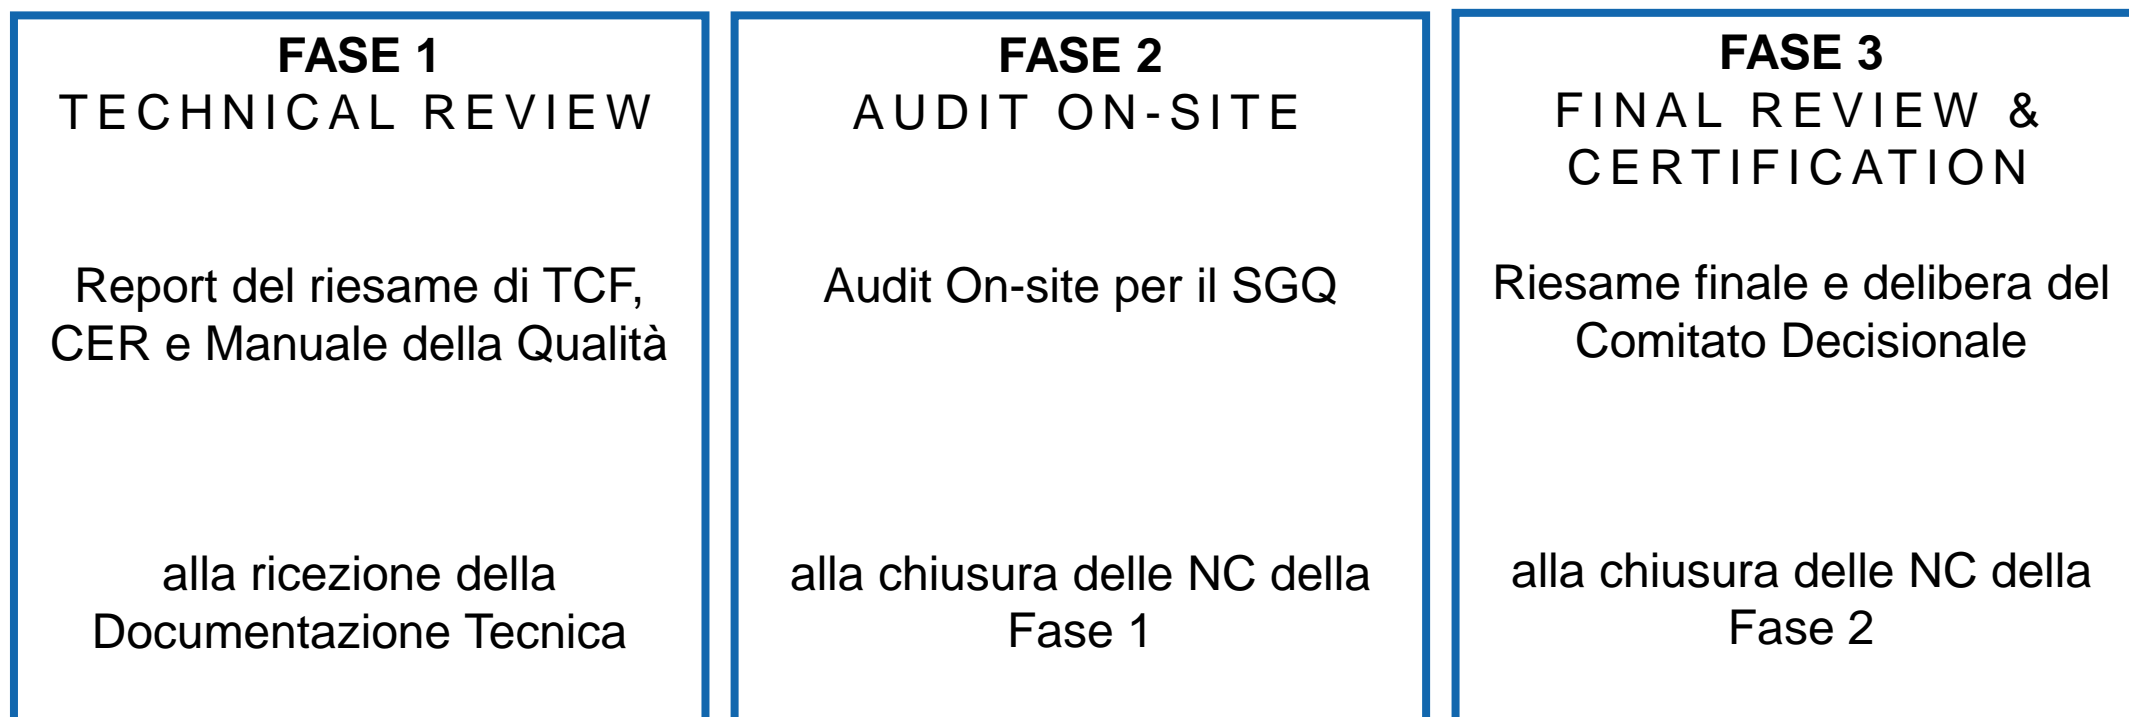 FASE 1
TECHNICAL REVIEW
Report del riesame di TCF,
CER e Manuale della Qualità
alla ricezione della
Documentazione Tecnica
FASE 2
AUDIT ON-SITE
Audit On-site per il SGQ
alla chiusura delle NC della
Fase 1
FASE 3
FINAL REVIEW &
CERTIFICATION
Riesame finale e delibera del
Comitato Decisionale
alla chiusura delle NC della
Fase 2